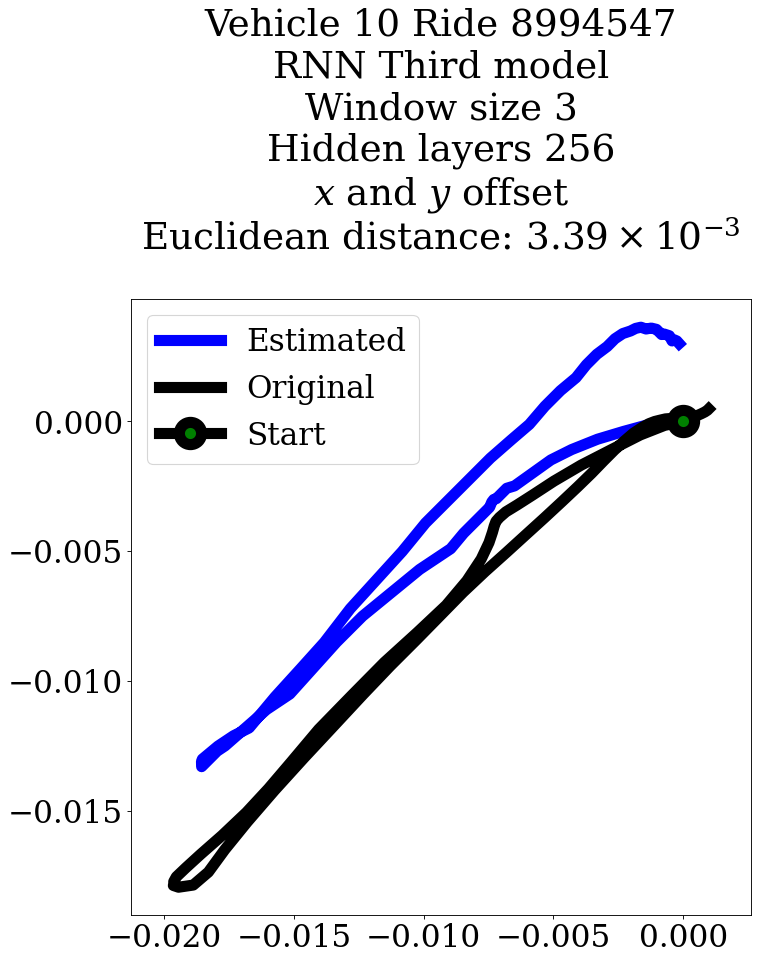 Vehicle 10 Ride 8994547
RNN Third model
Window size 3
Hidden layers 256
x and y offset
Euclidean distance: 3.39 × 10⁻³
Estimated
Original
Start
0.000
−0.005
−0.010
−0.015
−0.020 −0.015 −0.010 −0.005 0.000